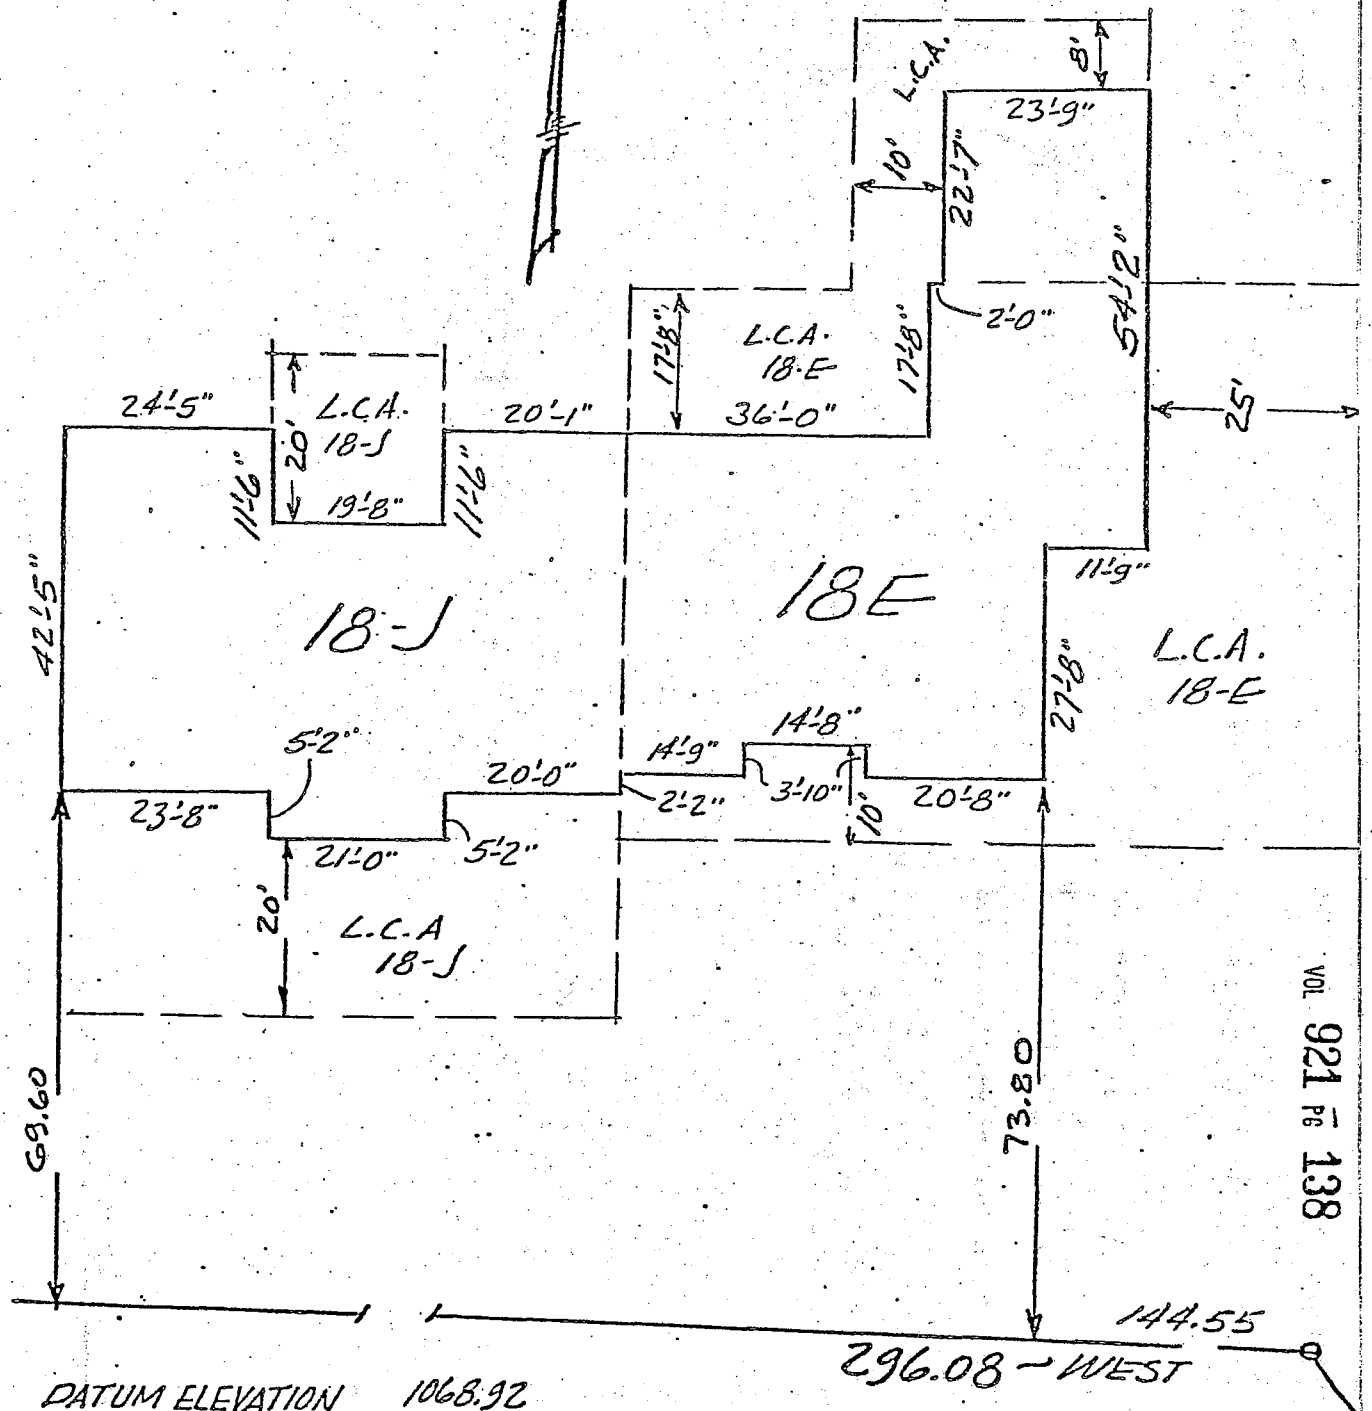 L.C.A.
8'
23'-9"
10'
22'-7"
54'-2"
2'-0"
17'-8"
L.C.A.
18-E
17'-8"
36'-0"
25'
24'-5"
L.C.A.
18-J
20'
20'-1"
11'-6"
19'-8"
11'-6"
42'-5"
18-J
18E
11'-9"
27'-8"
L.C.A.
18-E
5'-2"
23'-8"
21'-0"
20'-0"
5'-2"
2'-2"
14'-9"
14'-8"
3'-10"
10'
20'-8"
20'
L.C.A
18-J
69.60
73.80
VOL 921 PG 138
144.55
296.08 - WEST
DATUM ELEVATION 1068.92